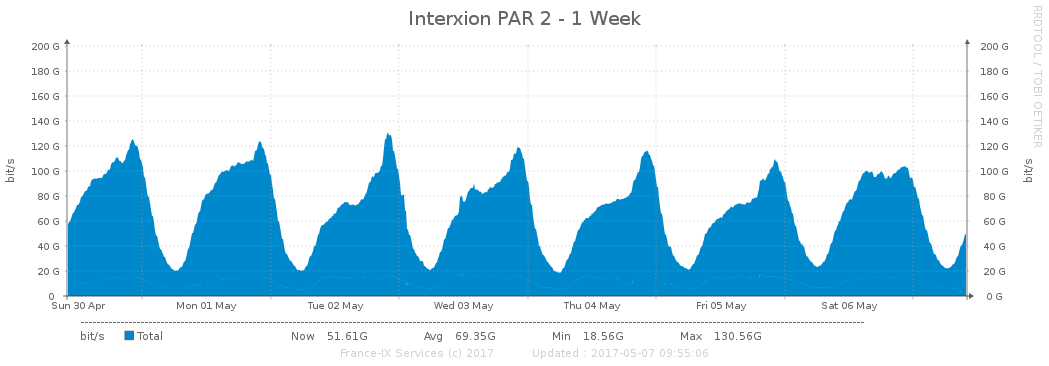 Interxion PAR 2 - 1 Week
RRDTOOL / TOBI OETIKER
bit/s
bit/s
200 G 200 G
180 G 180 G
160 G 160 G
140 G 140 G
120 G 120 G
100 G 100 G
80 G 80 G
60 G 60 G
40 G 40 G
20 G 20 G
0 0 G
Sun 30 Apr Mon 01 May Tue 02 May Wed 03 May Thu 04 May Fri 05 May Sat 06 May
bit/s Total Now 51.61G Avg 69.35G Min 18.56G Max 130.56G
France-IX Services (c) 2017 Updated : 2017-05-07 09:55:06